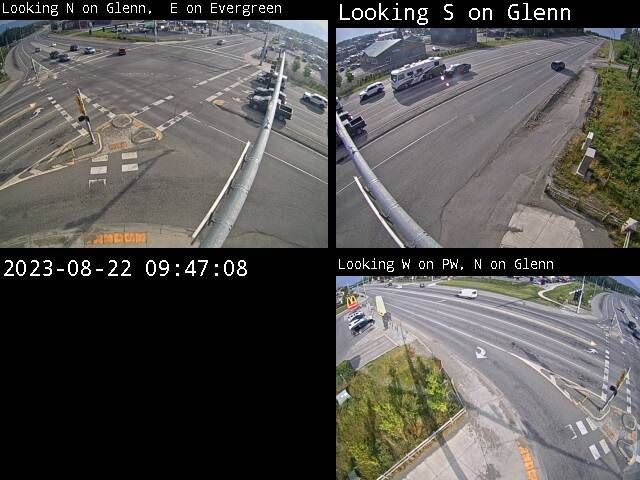 Looking N on Glenn,  E on Evergreen
Looking S on Glenn
2023-08-22 09:47:08
Looking W on PW, N on Glenn